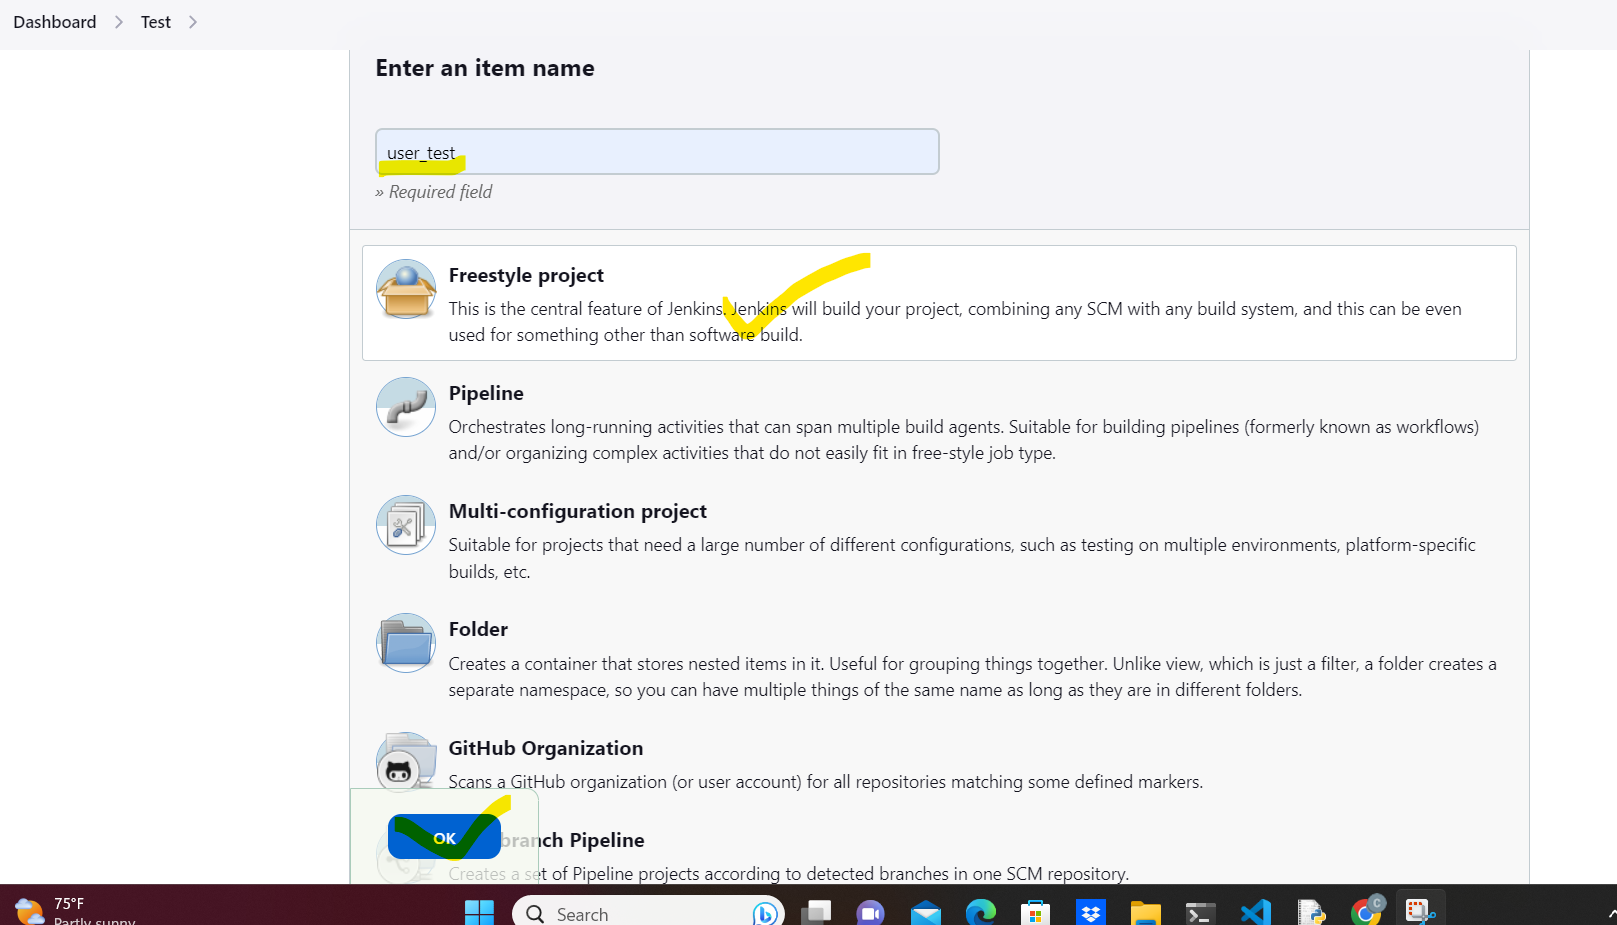 Dashboard > Test >
Enter an item name
user_test
» Required field
Freestyle project
This is the central feature of Jenkins. Jenkins will build your project, combining any SCM with any build system, and this can be even
used for something other than software build.
Pipeline
Orchestrates long-running activities that can span multiple build agents. Suitable for building pipelines (formerly known as workflows)
and/or organizing complex activities that do not easily fit in free-style job type.
Multi-configuration project
Suitable for projects that need a large number of different configurations, such as testing on multiple environments, platform-specific
builds, etc.
Folder
Creates a container that stores nested items in it. Useful for grouping things together. Unlike view, which is just a filter, a folder creates a
separate namespace, so you can have multiple things of the same name as long as they are in different folders.
GitHub Organization
Scans a GitHub organization (or user account) for all repositories matching some defined markers.
OK
branch Pipeline
Creates a set of Pipeline projects according to detected branches in one SCM repository.
75°F
Partly sunny
Search
C